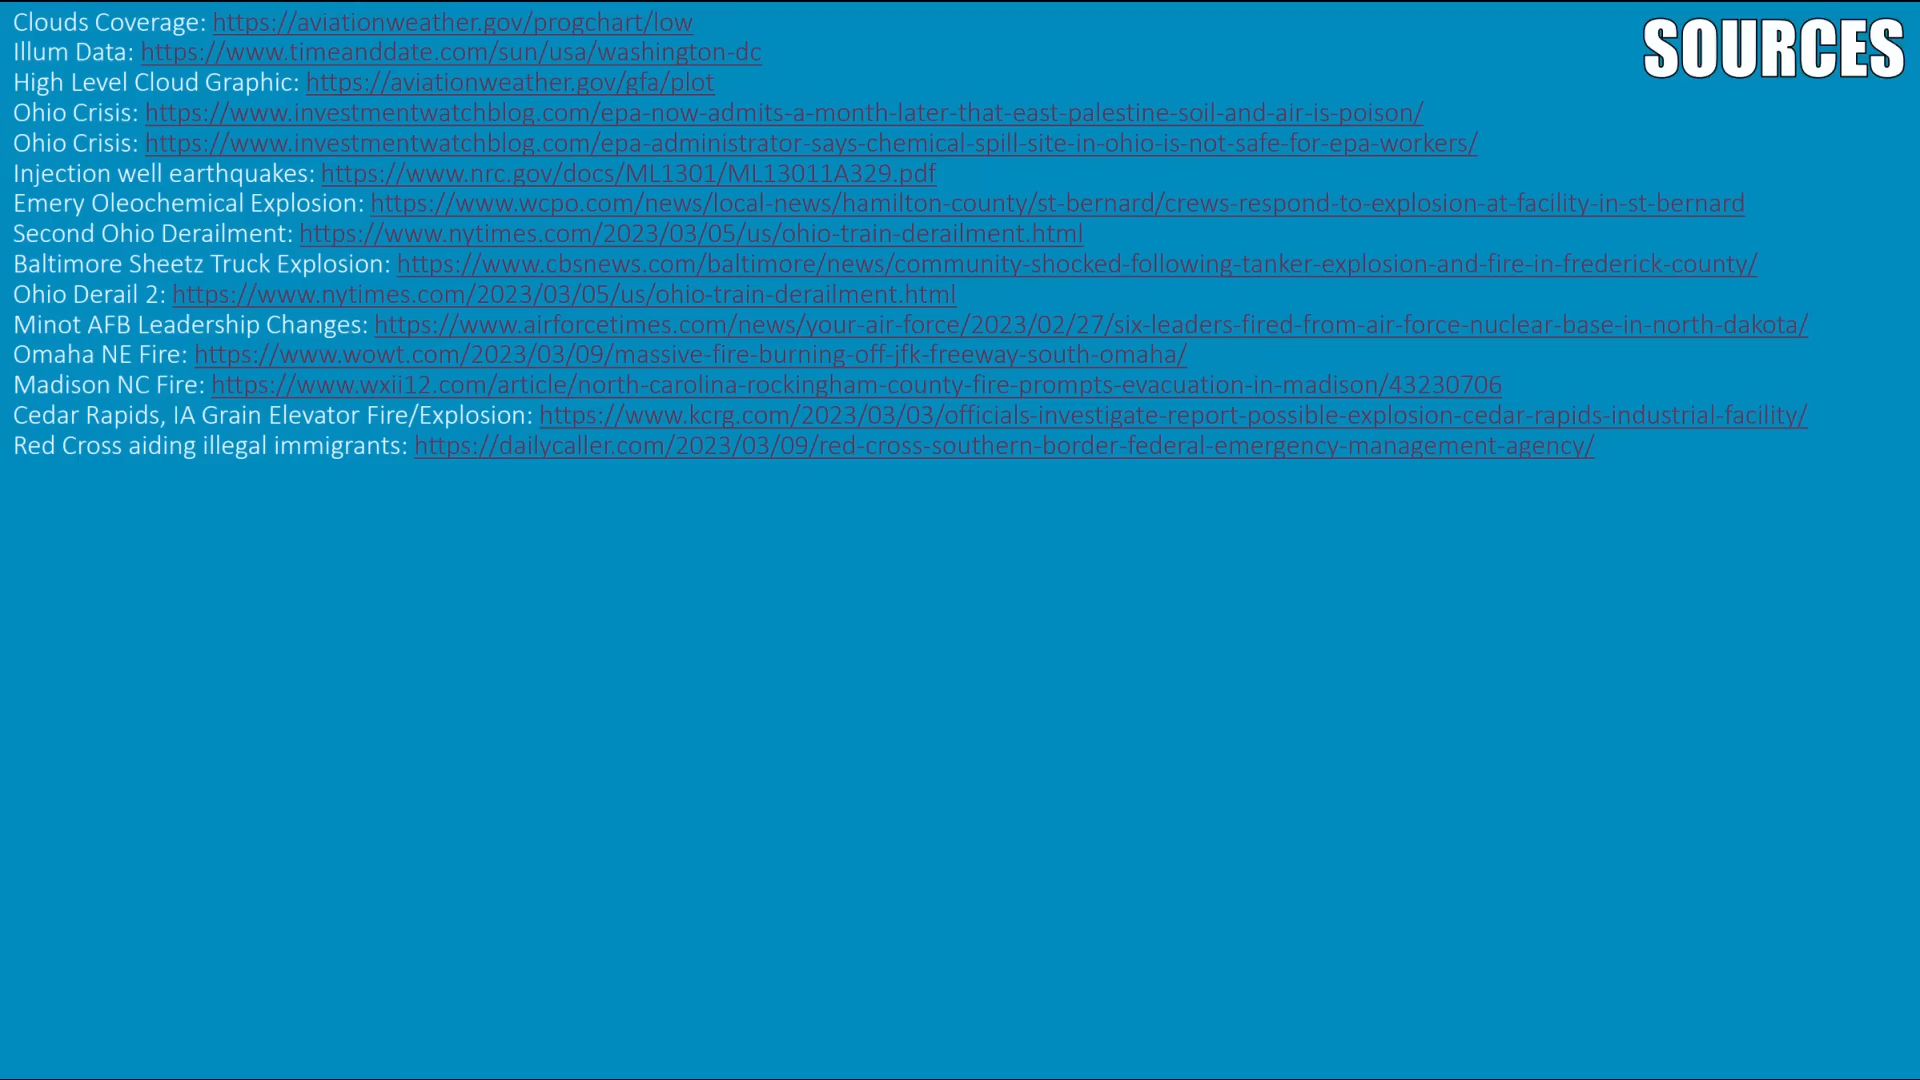 SOURCES
Clouds Coverage: https://aviationweather.gov/progchart/low
Illum Data: https://www.timeanddate.com/sun/usa/washington-dc
High Level Cloud Graphic: https://aviationweather.gov/gfa/plot
Ohio Crisis: https://www.investmentwatchblog.com/epa-now-admits-a-month-later-that-east-palestine-soil-and-air-is-poison/
Ohio Crisis: https://www.investmentwatchblog.com/epa-administrator-says-chemical-spill-site-in-ohio-is-not-safe-for-epa-workers/
Injection well earthquakes: https://www.nrc.gov/docs/ML1301/ML13011A329.pdf
Emery Oleochemical Explosion: https://www.wcpo.com/news/local-news/hamilton-county/st-bernard/crews-respond-to-explosion-at-facility-in-st-bernard
Second Ohio Derailment: https://www.nytimes.com/2023/03/05/us/ohio-train-derailment.html
Baltimore Sheetz Truck Explosion: https://www.cbsnews.com/baltimore/news/community-shocked-following-tanker-explosion-and-fire-in-frederick-county/
Ohio Derail 2: https://www.nytimes.com/2023/03/05/us/ohio-train-derailment.html
Minot AFB Leadership Changes: https://www.airforcetimes.com/news/your-air-force/2023/02/27/six-leaders-fired-from-air-force-nuclear-base-in-north-dakota/
Omaha NE Fire: https://www.wowt.com/2023/03/09/massive-fire-burning-off-jfk-freeway-south-omaha/
Madison NC Fire: https://www.wxii12.com/article/north-carolina-rockingham-county-fire-prompts-evacuation-in-madison/43230706
Cedar Rapids, IA Grain Elevator Fire/Explosion: https://www.kcrg.com/2023/03/03/officials-investigate-report-possible-explosion-cedar-rapids-industrial-facility/
Red Cross aiding illegal immigrants: https://dailycaller.com/2023/03/09/red-cross-southern-border-federal-emergency-management-agency/